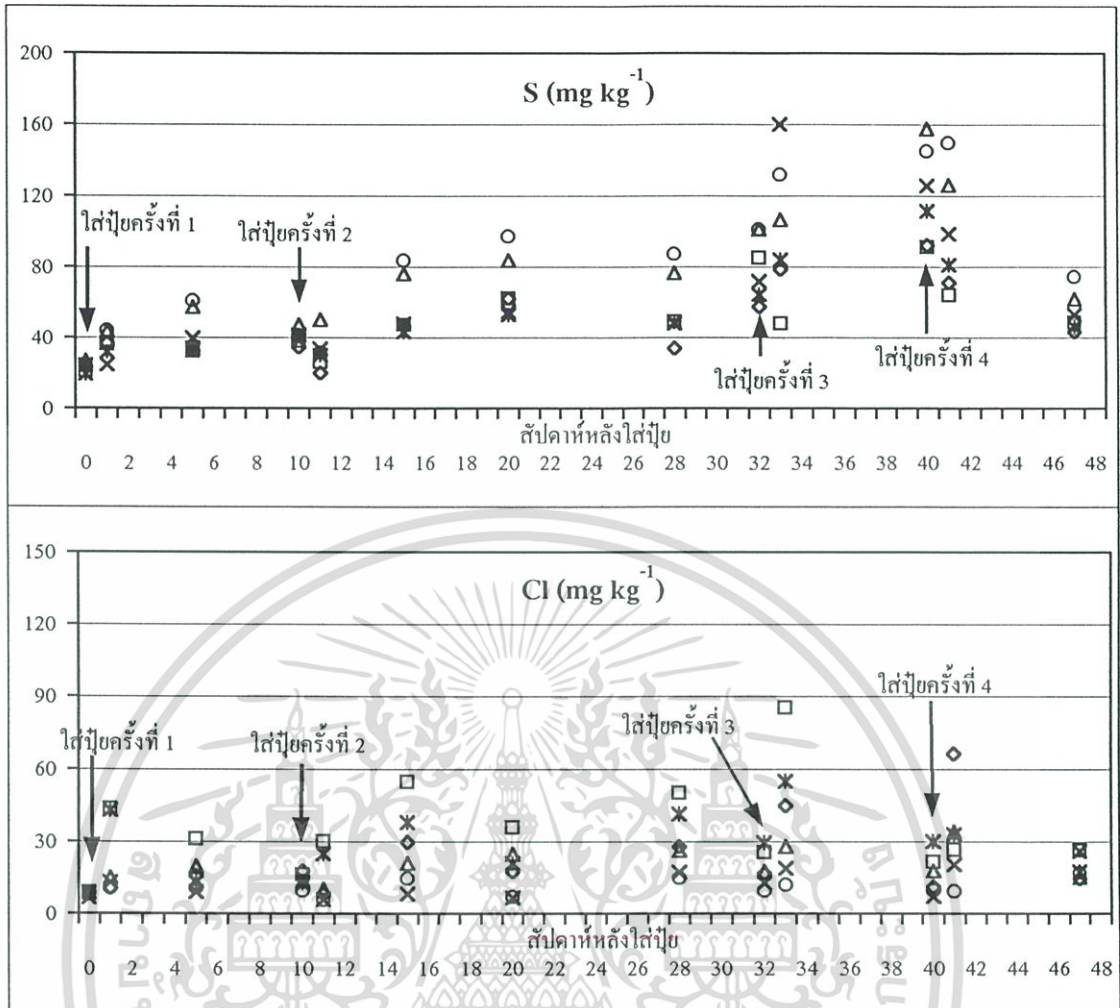 S (mg kg⁻¹)
200
160
120
80
40
0
ใส่ปุ๋ยครั้งที่ 1
ใส่ปุ๋ยครั้งที่ 2
ใส่ปุ๋ยครั้งที่ 3
ใส่ปุ๋ยครั้งที่ 4
สัปดาห์หลังใส่ปุ๋ย
0 2 4 6 8 10 12 14 16 18 20 22 24 26 28 30 32 34 36 38 40 42 44 46 48
Cl (mg kg⁻¹)
150
120
90
60
30
0
ใส่ปุ๋ยครั้งที่ 1
ใส่ปุ๋ยครั้งที่ 2
ใส่ปุ๋ยครั้งที่ 3
ใส่ปุ๋ยครั้งที่ 4
สัปดาห์หลังใส่ปุ๋ย
0 2 4 6 8 10 12 14 16 18 20 22 24 26 28 30 32 34 36 38 40 42 44 46 48